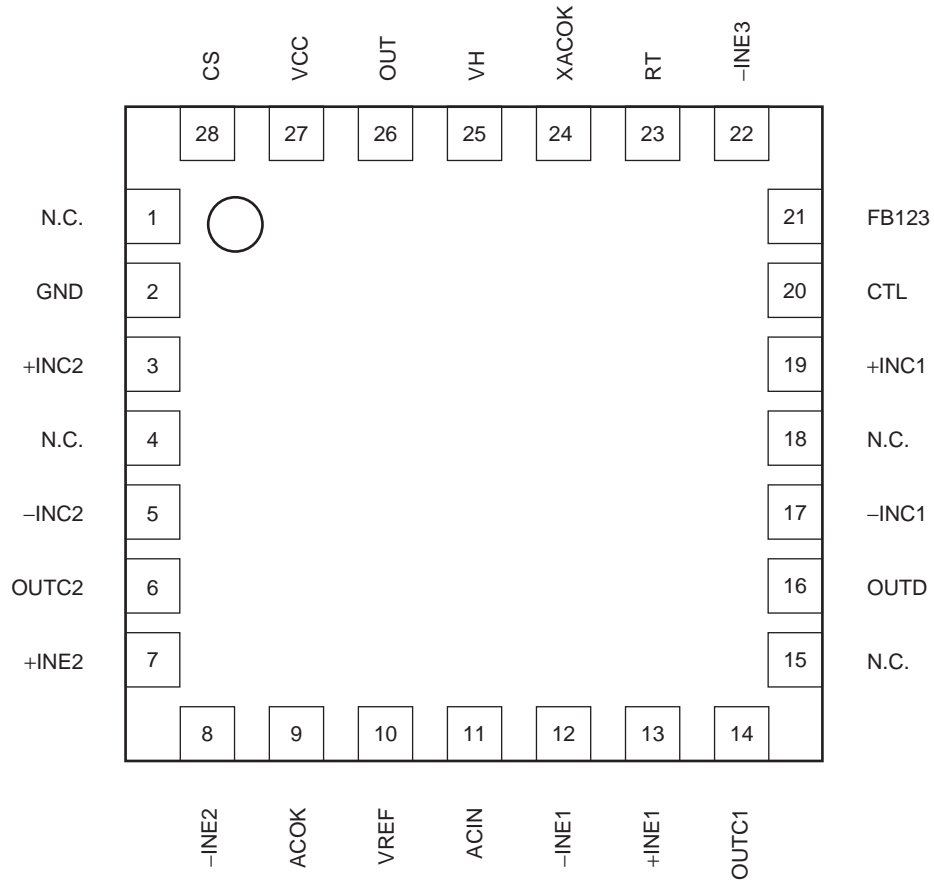 CS VCC OUT VH XACOK RT −INE3
28 27 26 25 24 23 22
N.C. 1 21 FB123
GND 2 20 CTL
+INC2 3 19 +INC1
N.C. 4 18 N.C.
−INC2 5 17 −INC1
OUTC2 6 16 OUTD
+INE2 7 15 N.C.
8 9 10 11 12 13 14
−INE2 ACOK VREF ACIN −INE1 +INE1 OUTC1